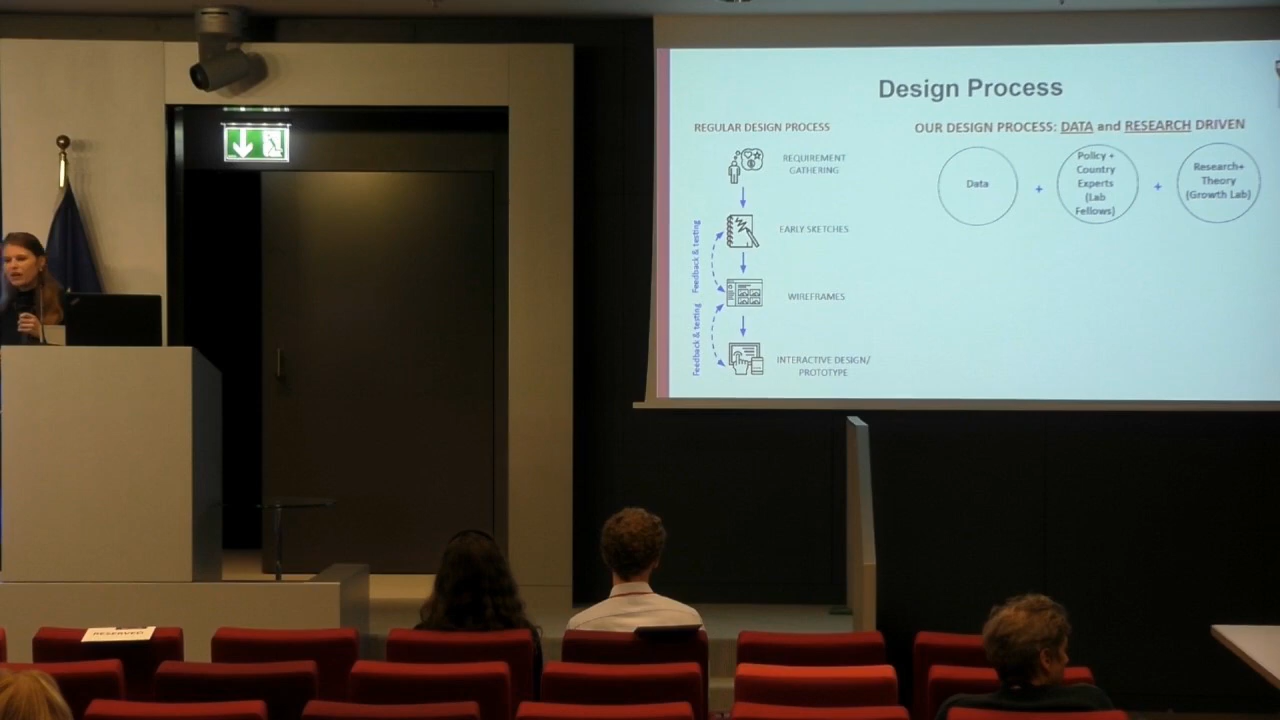 Design Process
REGULAR DESIGN PROCESS
REQUIREMENT
GATHERING
EARLY SKETCHES
WIREFRAMES
INTERACTIVE DESIGN/
PROTOTYPE
Feedback & testing
Feedback & testing
OUR DESIGN PROCESS: DATA and RESEARCH DRIVEN
Data
+
Policy +
Country
Experts
(Lab
Fellows)
+
Research+
Theory
(Growth Lab)
RESERVED